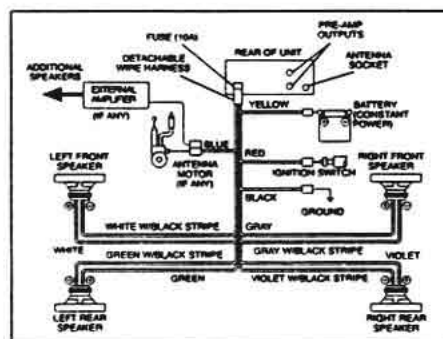 PRE-AMP
OUTPUTS
FUSE (10A)
REAR OF UNIT
ANTENNA
SOCKET
DETACHABLE
WIRE HARNESS
ADDITIONAL
SPEAKERS
EXTERNAL
AMPLIFIER
(IF ANY)
YELLOW
BATTERY
(CONSTANT
POWER)
BLUE
RED
ANTENNA
MOTOR
(IF ANY)
IGNITION SWITCH
LEFT FRONT
SPEAKER
RIGHT FRONT
SPEAKER
BLACK
GROUND
WHITE W/BLACK STRIPE
GRAY
WHITE
GREEN W/BLACK STRIPE
GRAY W/BLACK STRIPE
VIOLET
GREEN
VIOLET W/BLACK STRIPE
LEFT REAR
SPEAKER
RIGHT REAR
SPEAKER